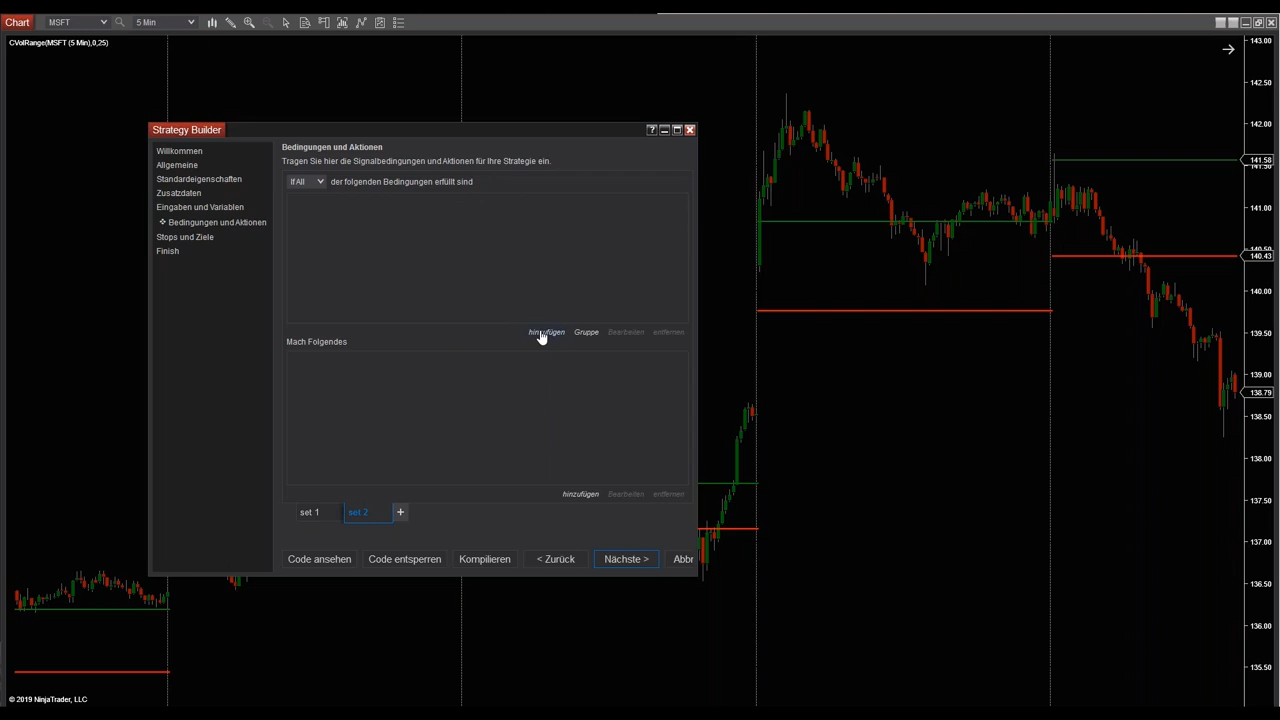 Chart MSFT 5 Min
CVolRange(MSFT (5 Min),0,25)
Strategy Builder
?
Willkommen
Allgemeine
Standardeigenschaften
Zusatzdaten
Eingaben und Variablen
Bedingungen und Aktionen
Stops und Ziele
Finish
Bedingungen und Aktionen
Tragen Sie hier die Signalbedingungen und Aktionen für Ihre Strategie ein.
If All der folgenden Bedingungen erfüllt sind
hinzufügen Gruppe Bearbeiten entfernen
Mach Folgendes
hinzufügen Bearbeiten entfernen
set 1 set 2 +
Code ansehen Code entsperren Kompilieren < Zurück Nächste > Abbr
143.00
142.50
142.00
141.58
141.50
141.00
140.50
140.43
140.00
139.50
139.00
138.79
138.50
138.00
137.50
137.00
136.50
136.00
135.50
© 2019 NinjaTrader, LLC